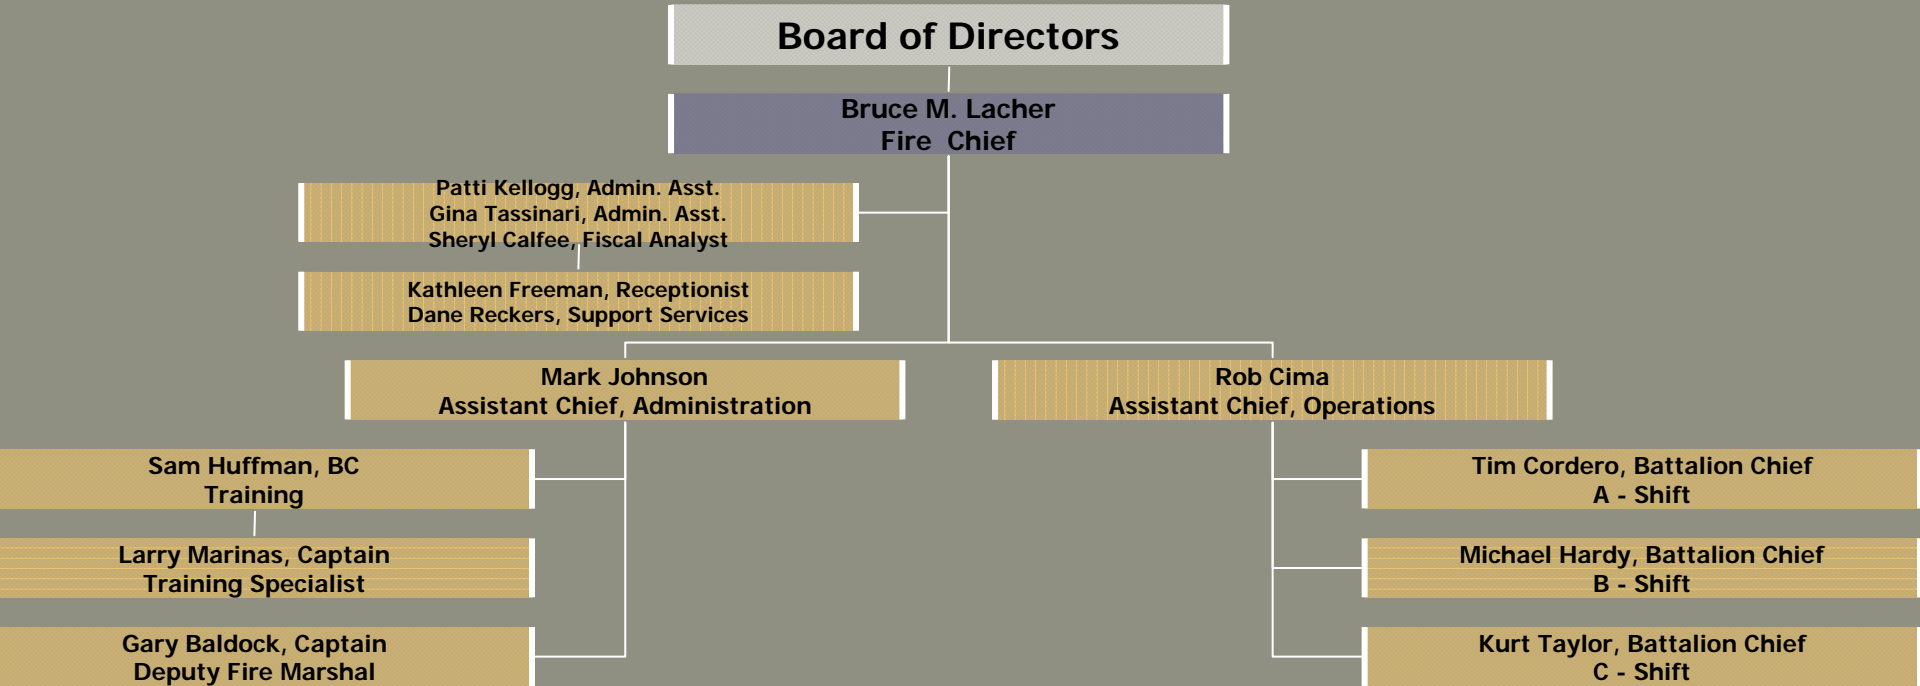 Board of Directors
Bruce M. Lacher
Fire Chief
Patti Kellogg, Admin. Asst.
Gina Tassinari, Admin. Asst.
Sheryl Calfee, Fiscal Analyst
Kathleen Freeman, Receptionist
Dane Reckers, Support Services
Mark Johnson
Assistant Chief, Administration
Rob Cima
Assistant Chief, Operations
Sam Huffman, BC
Training
Larry Marinas, Captain
Training Specialist
Gary Baldock, Captain
Deputy Fire Marshal
Tim Cordero, Battalion Chief
A - Shift
Michael Hardy, Battalion Chief
B - Shift
Kurt Taylor, Battalion Chief
C - Shift